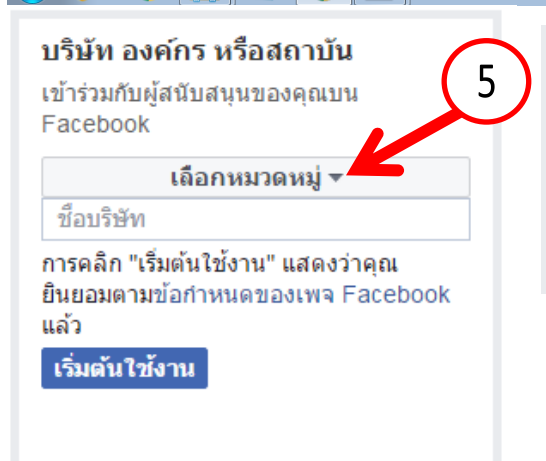 บริษัท องค์กร หรือสถาบัน
เข้าร่วมกับผู้สนับสนุนของคุณบน
Facebook
5
เลือกหมวดหมู่
ชื่อบริษัท
การคลิก "เริ่มต้นใช้งาน" แสดงว่าคุณ
ยินยอมตามข้อกำหนดของเพจ Facebook
แล้ว
เริ่มต้นใช้งาน